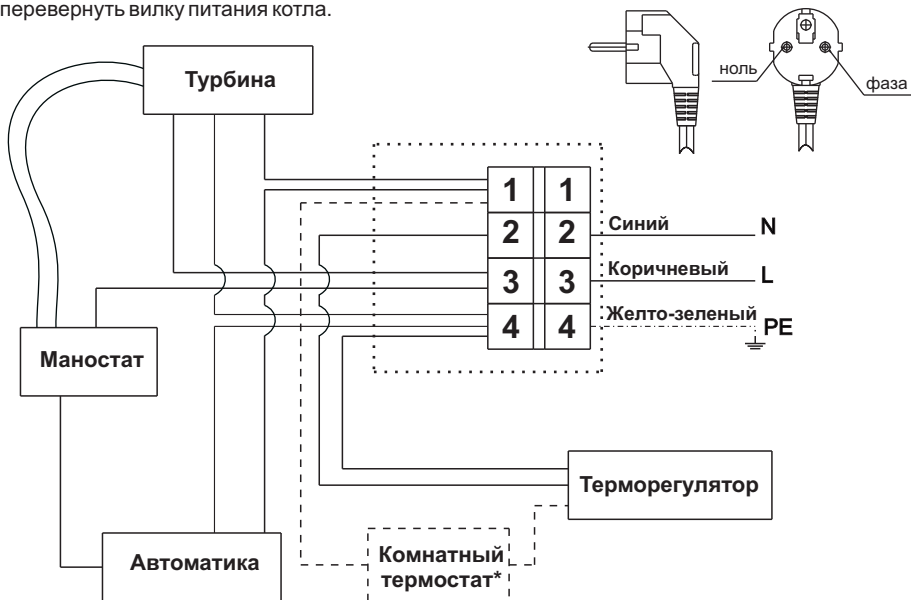 перевернуть вилку питания котла.
Турбина
ноль
фаза
1 1
2 2
3 3
4 4
Синий N
Коричневый L
Желто-зеленый PE
Маностат
Терморегулятор
Автоматика
Комнатный
термостат*